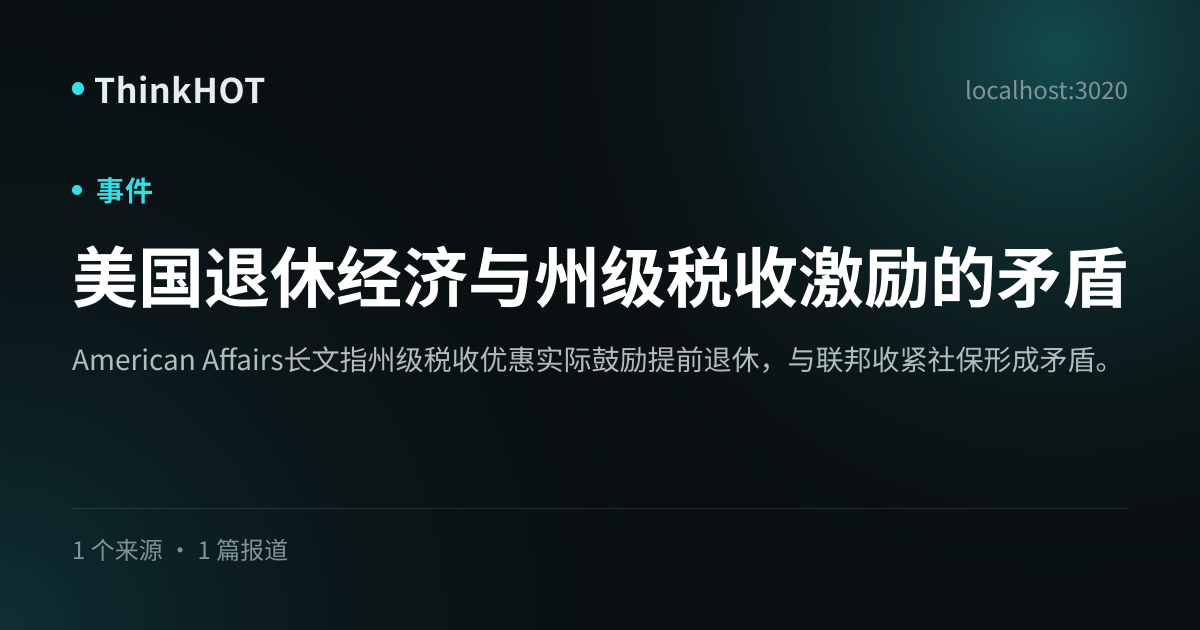 ThinkHOT
localhost:3020
事件
美国退休经济与州级税收激励的矛盾
American Affairs长文指州级税收优惠实际鼓励提前退休，与联邦收紧社保形成矛盾。
1 个来源 · 1 篇报道